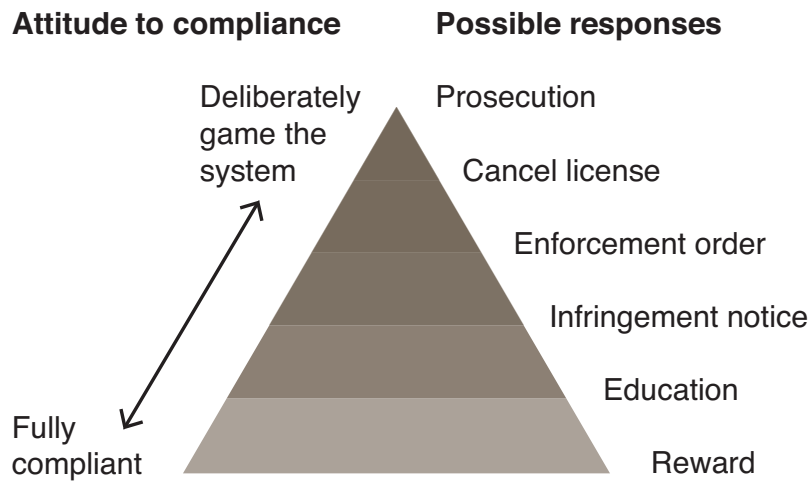 Attitude to compliance
Possible responses
Deliberately
game the
system
Prosecution
Cancel license
Enforcement order
Infringement notice
Education
Fully
compliant
Reward